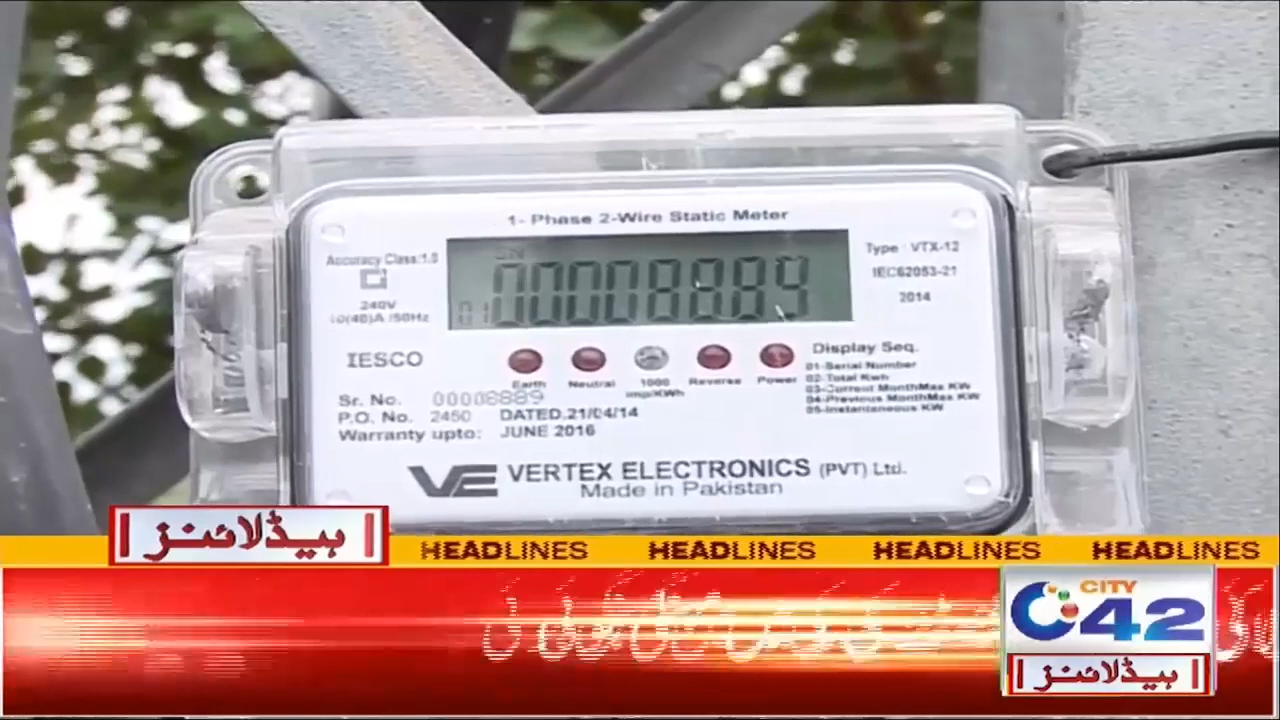 1- Phase 2-Wire Static Meter
Accuracy Class:1.0
240V
10(40)A /50Hz
IESCO
ON
01
00008889
Type : VTX-12
IEC62053-21
2014
Earth
Neutral
1000
imp/KWh
Reverse
Power
Display Seq.
01-Serial Number
02-Total Kwh
03-Current MonthMax KW
04-Previous MonthMax KW
05-Instantaneous KW
Sr. No. 00008889
P.O. No. 2450 DATED.21/04/14
Warranty upto: JUNE 2016
VE VERTEX ELECTRONICS (PVT) Ltd.
Made in Pakistan
ہیڈلائنز
HEADLINES HEADLINES HEADLINES HEADLINES
CITY
42
ہیڈلائنز